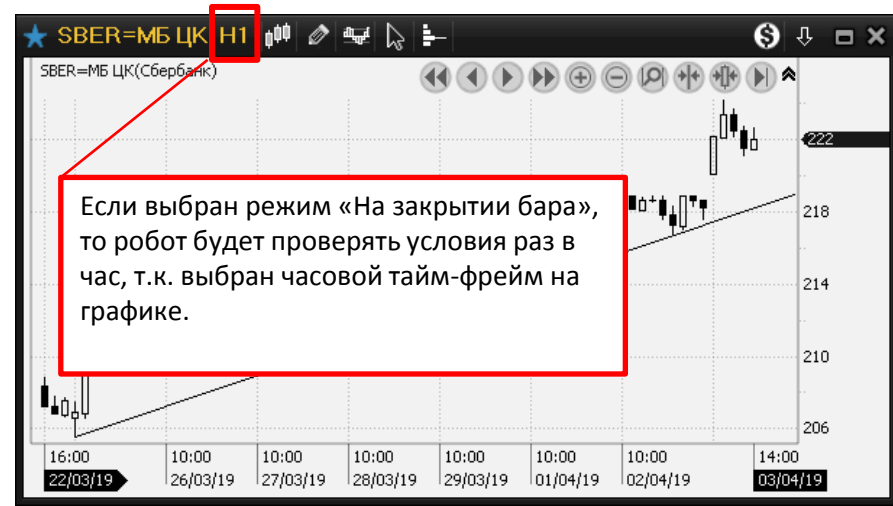 SBER=МБ ЦК H1
SBER=МБ ЦК(Сбербанк)
222
Если выбран режим «На закрытии бара»,
то робот будет проверять условия раз в
час, т.к. выбран часовой тайм-фрейм на
графике.
218
214
210
206
16:00 10:00 10:00 10:00 10:00 10:00 10:00 14:00
22/03/19 26/03/19 27/03/19 28/03/19 29/03/19 01/04/19 02/04/19 03/04/19